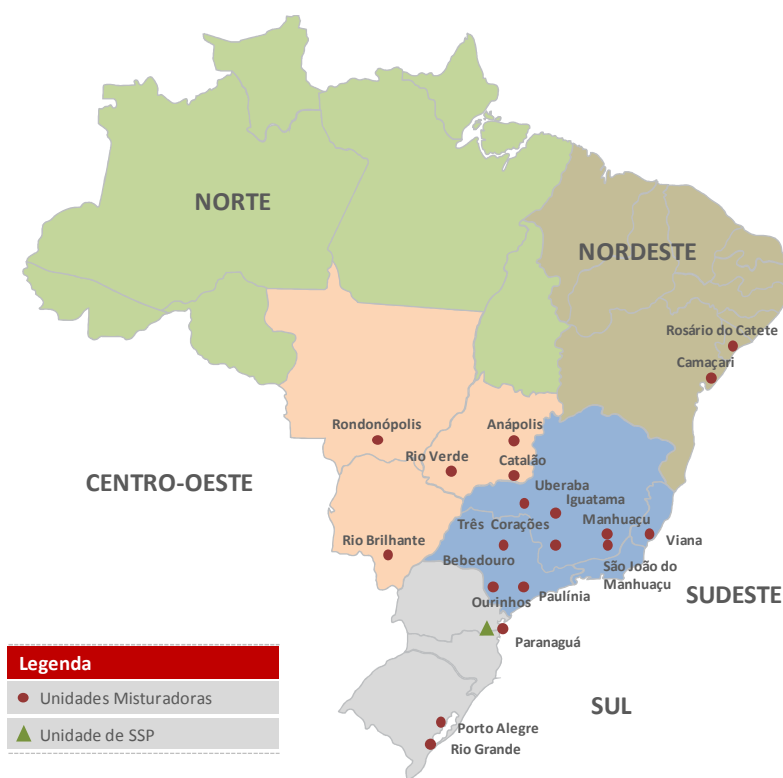 NORTE
NORDESTE
Rosário do Catete
Camaçari
Rondonópolis
Anápolis
Rio Verde
Catalão
CENTRO-OESTE
Uberaba
Iguatama
Três Corações
Manhuaçu
Viana
Rio Brilhante
Bebedouro
São João do
Manhuaçu
SUDESTE
Ourinhos
Paulínia
Paranaguá
Legenda
Unidades Misturadoras
SUL
Unidade de SSP
Porto Alegre
Rio Grande